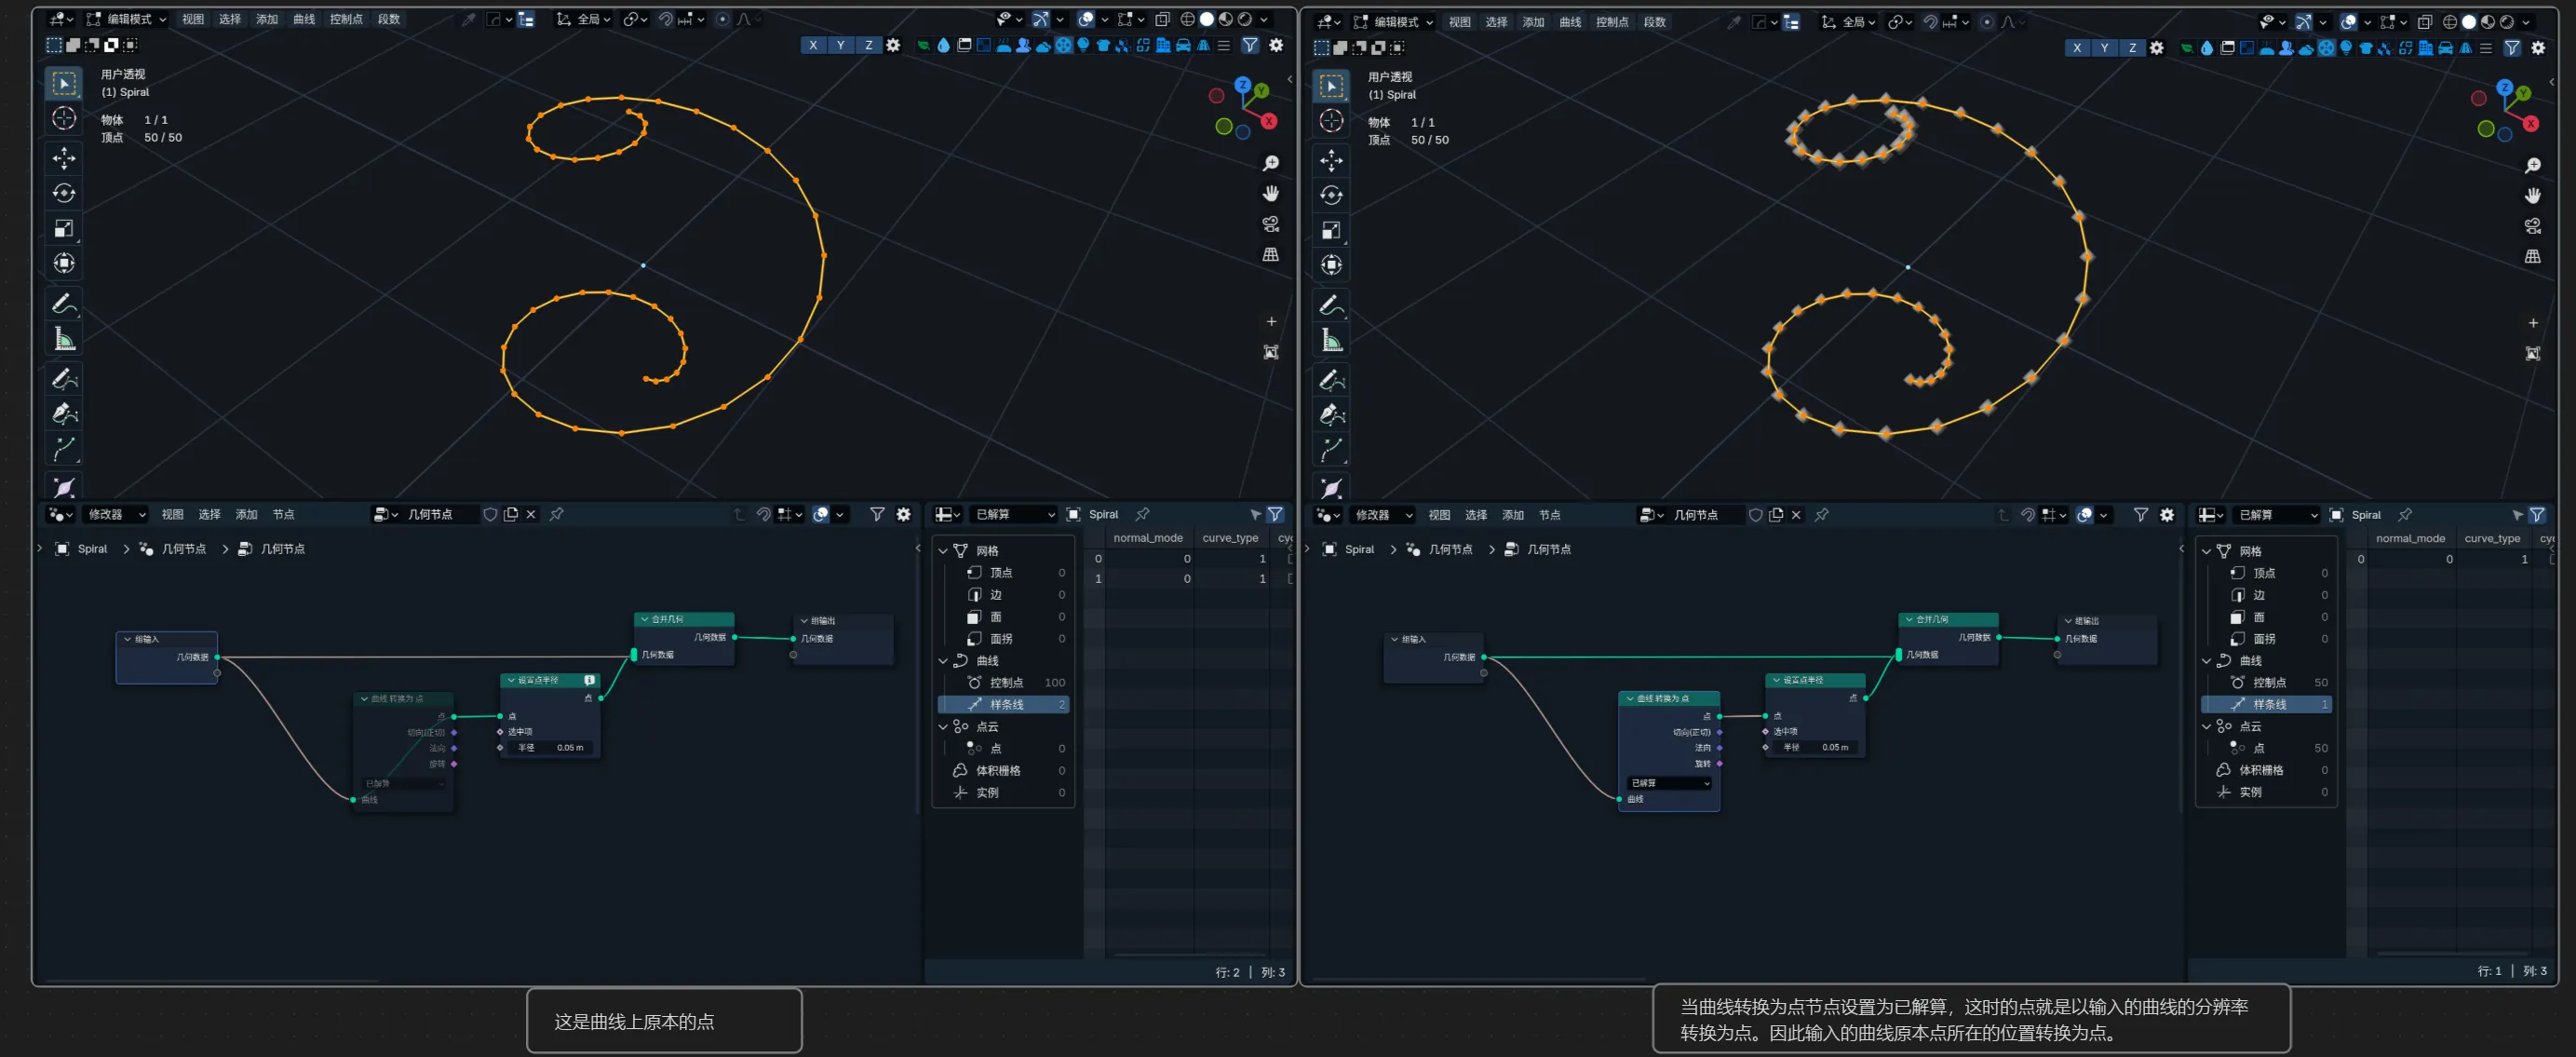 编辑模式 视图 选择 添加 曲线 控制点 段数 全局
X Y Z
用户透视
(1) Spiral
物体 1 / 1
顶点 50 / 50
Z Y X
修改器 视图 选择 添加 节点 几何节点
Spiral 几何节点 几何节点
组输入
几何数据
曲线 转换为 点
点
切向(正切)
法向
旋转
已解算
曲线
设置点半径
点
点
选中项
半径 0.05 m
合并几何
几何数据
几何数据
组输出
几何数据
已解算 Spiral
网格
顶点 0
边 0
面 0
面拐 0
曲线
控制点 100
样条线 2
点云
点 0
体积栅格 0
实例 0
normal_mode curve_type cyc
0 0 1
1 0 1
行: 2 | 列: 3
这是曲线上原本的点
编辑模式 视图 选择 添加 曲线 控制点 段数 全局
X Y Z
用户透视
(1) Spiral
物体 1 / 1
顶点 50 / 50
Z Y X
修改器 视图 选择 添加 节点 几何节点
Spiral 几何节点 几何节点
组输入
几何数据
曲线 转换为 点
点
切向(正切)
法向
旋转
已解算
曲线
设置点半径
点
点
选中项
半径 0.05 m
合并几何
几何数据
几何数据
组输出
几何数据
已解算 Spiral
网格
顶点 0
边 0
面 0
面拐 0
曲线
控制点 50
样条线 1
点云
点 50
体积栅格 0
实例 0
normal_mode curve_type cyc
0 0 1
行: 1 | 列: 3
当曲线转换为点节点设置为已解算，这时的点就是以输入的曲线的分辨率
转换为点。因此输入的曲线原本点所在的位置转换为点。